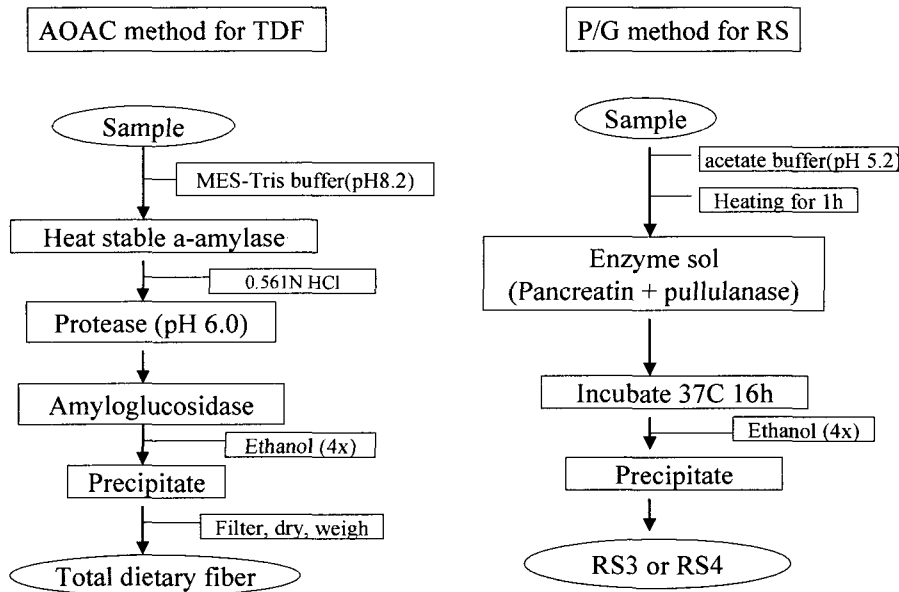 AOAC method for TDF
Sample
MES-Tris buffer(pH8.2)
Heat stable a-amylase
0.561N HCl
Protease (pH 6.0)
Amyloglucosidase
Ethanol (4x)
Precipitate
Filter, dry, weigh
Total dietary fiber
P/G method for RS
Sample
acetate buffer(pH 5.2)
Heating for 1h
Enzyme sol
(Pancreatin + pullulanase)
Incubate 37C 16h
Ethanol (4x)
Precipitate
RS3 or RS4